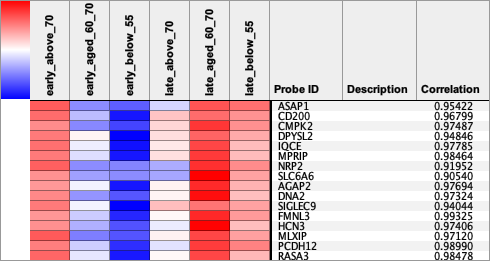 early_above_70
early_aged_60_70
early_below_55
late_above_70
late_aged_60_70
late_below_55
Probe ID Description Correlation
ASAP1 0.95422
CD200 0.96799
CMPK2 0.97487
DPYSL2 0.94846
IQCE 0.97785
MPRIP 0.98464
NRP2 0.91952
SLC6A6 0.90540
AGAP2 0.97694
DNA2 0.97324
SIGLEC9 0.94044
FMNL3 0.99325
HCN3 0.97406
MLXIP 0.97120
PCDH12 0.98990
RASA3 0.98478